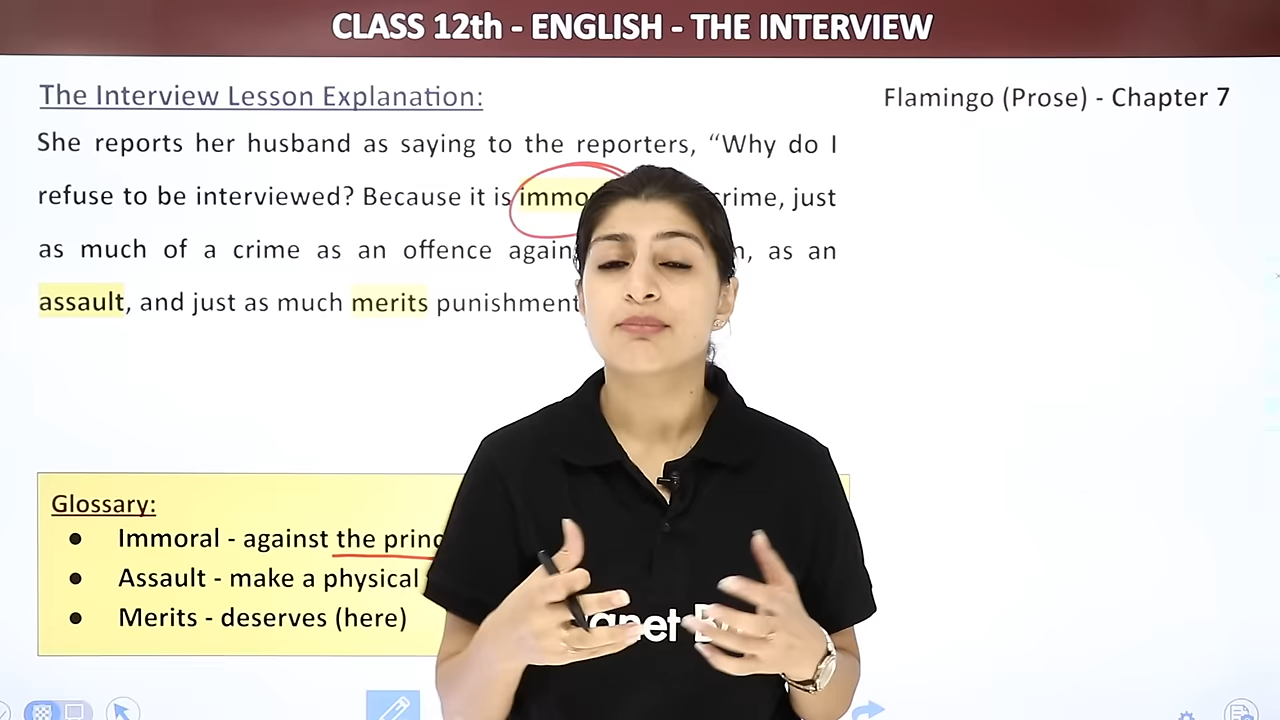 CLASS 12th - ENGLISH - THE INTERVIEW
The Interview Lesson Explanation:
Flamingo (Prose) - Chapter 7
She reports her husband as saying to the reporters, “Why do I
refuse to be interviewed? Because it is crime, just
as much of a crime as an offence as an
assault, and just as much merits punishment
Glossary:
● Immoral - against the
● Assault - make a physical
● Merits - deserves (here)